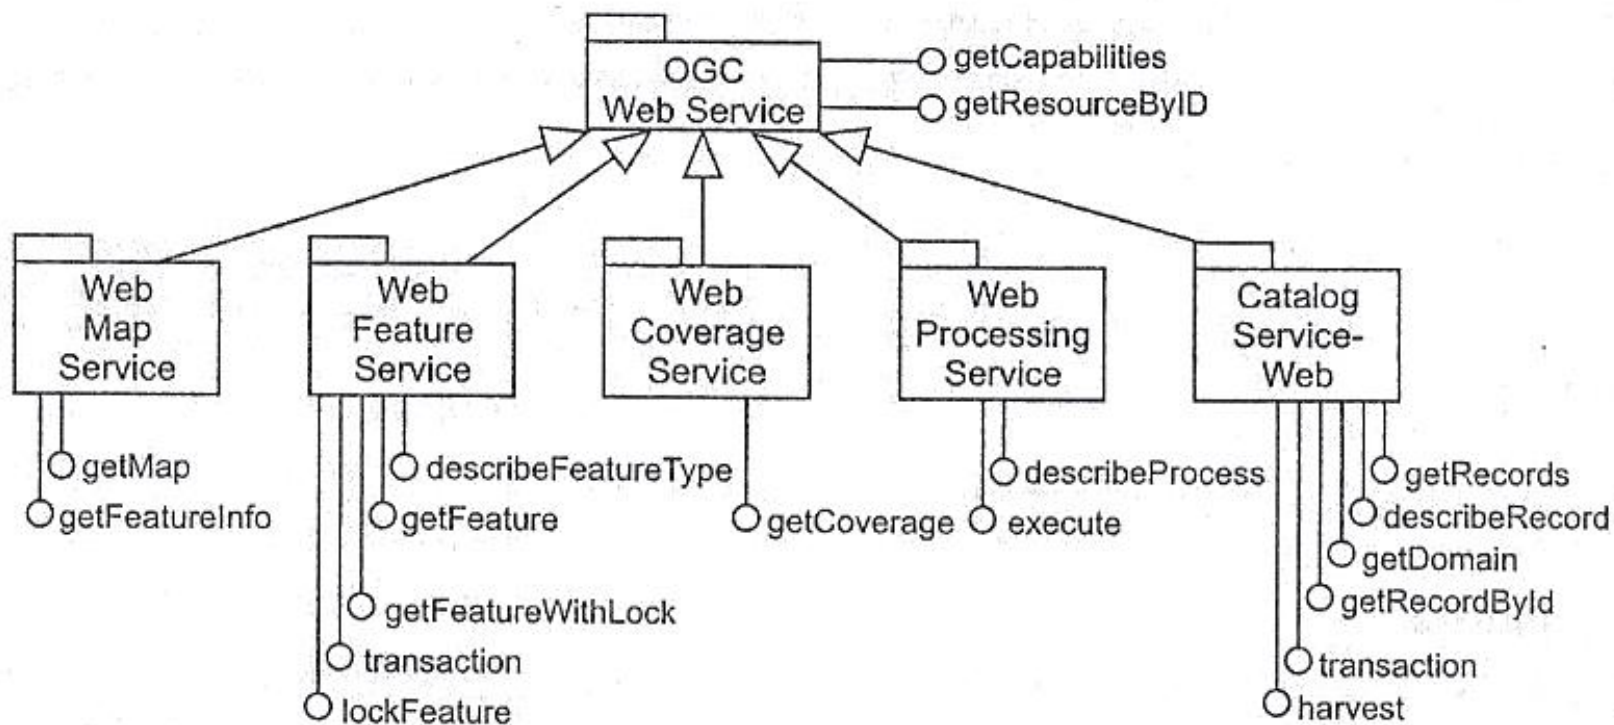 OGC
Web Service
getCapabilities
getResourceByID
Web
Map
Service
Web
Feature
Service
Web
Coverage
Service
Web
Processing
Service
Catalog
Service-
Web
getMap
getFeatureInfo
describeFeatureType
getFeature
getFeatureWithLock
transaction
lockFeature
getCoverage
describeProcess
execute
getRecords
describeRecord
getDomain
getRecordById
transaction
harvest